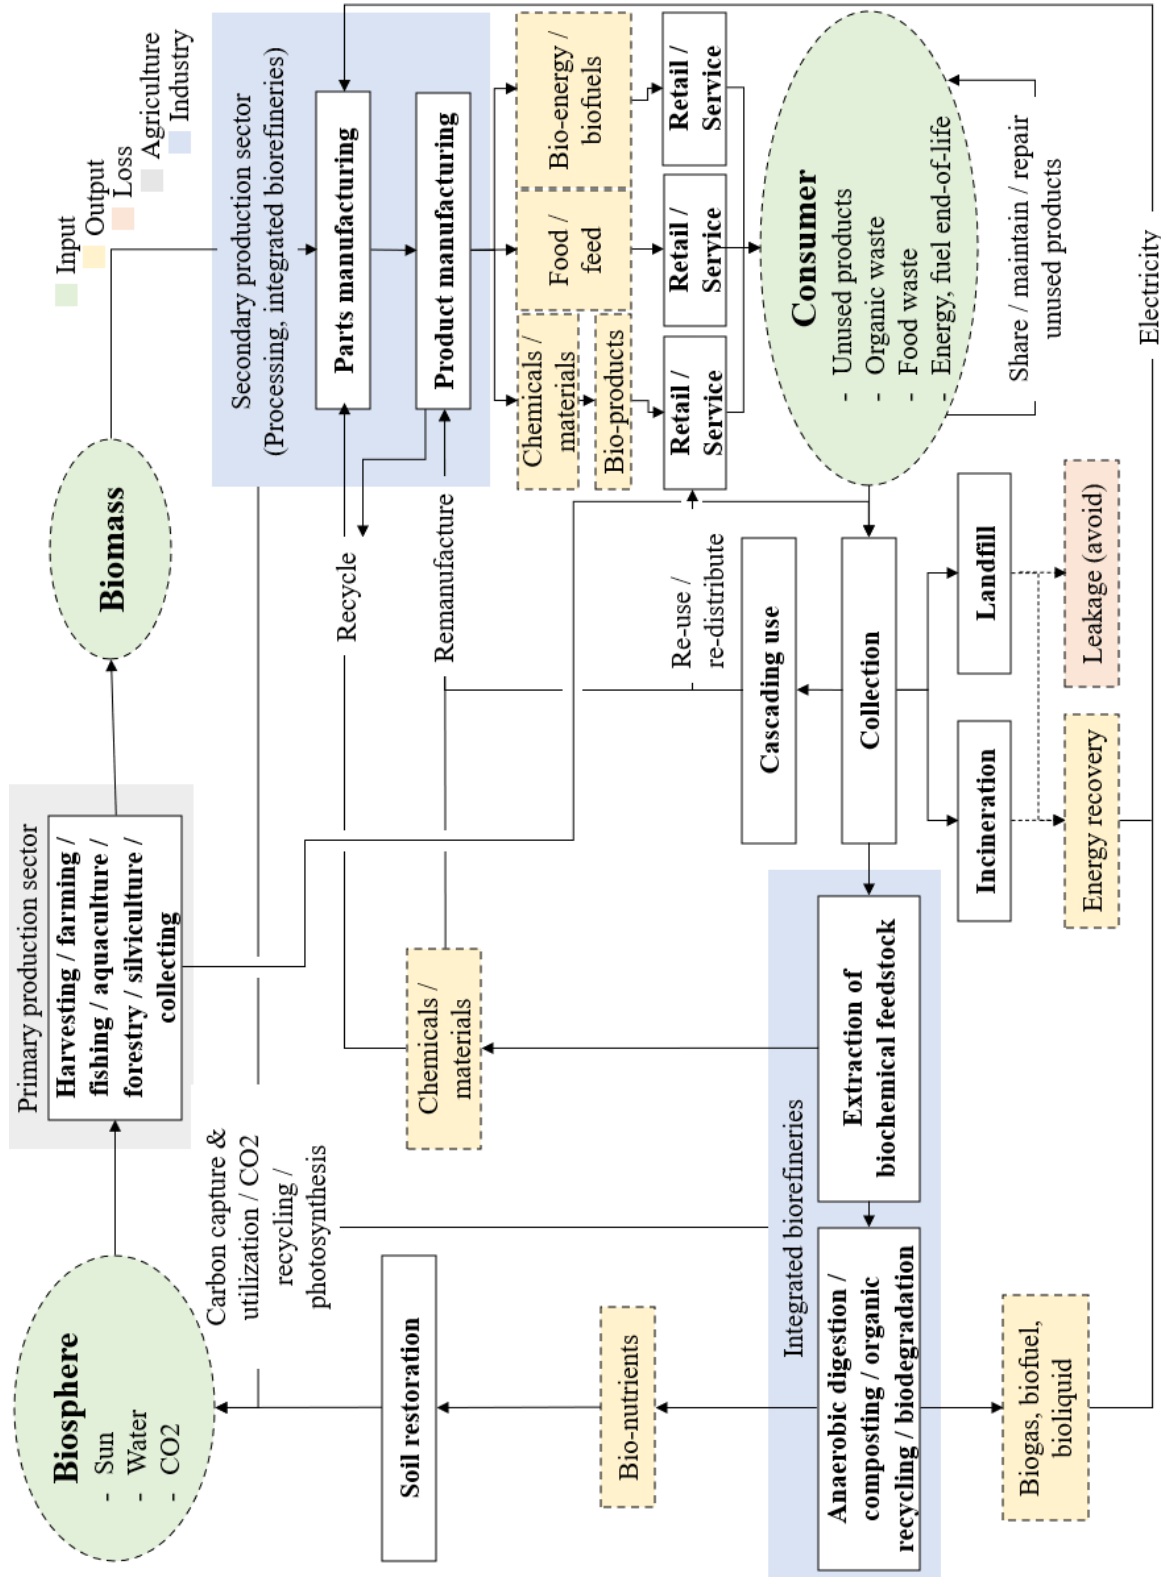 Input
Output
Loss
Agriculture
Industry
Biosphere
- Sun
- Water
- CO2
Primary production sector
Harvesting / farming /
fishing / aquaculture /
forestry / silviculture /
collecting
Biomass
Secondary production sector
(Processing, integrated biorefineries)
Parts manufacturing
Product manufacturing
Carbon capture &
utilization / CO2
recycling /
photosynthesis
Recycle
Remanufacture
Soil restoration
Chemicals /
materials
Chemicals /
materials
Bio-products
Food /
feed
Bio-energy /
biofuels
Bio-nutrients
Re-use /
re-distribute
Retail /
Service
Retail /
Service
Retail /
Service
Cascading use
Integrated biorefineries
Anaerobic digestion /
composting / organic
recycling / biodegradation
Extraction of
biochemical feedstock
Collection
Consumer
- Unused products
- Organic waste
- Food waste
- Energy, fuel end-of-life
Incineration
Landfill
Share / maintain / repair
unused products
Biogas, biofuel,
bioliquid
Energy recovery
Leakage (avoid)
Electricity